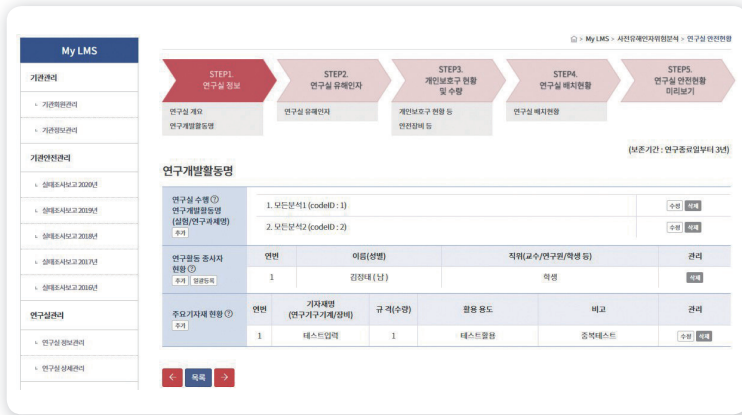 My LMS > 사전유해인자위험분석 > 연구실 안전현황
My LMS
기관관리
기관회원관리
기관정보관리
기관안전관리
실태조사보고 2020년
실태조사보고 2019년
실태조사보고 2018년
실태조사보고 2017년
실태조사보고 2016년
연구실관리
연구실 정보관리
연구실 상세관리
STEP1.
연구실 정보
STEP2.
연구실 유해인자
STEP3.
개인보호구 현황
및 수량
STEP4.
연구실 배치현황
STEP5.
연구실 안전현황
미리보기
연구실 개요
연구개발활동명
연구실 유해인자
개인보호구 현황 등
안전장비 등
연구실 배치현황
(보존기간 : 연구종료일부터 3년)
연구개발활동명
연구실 수행 ?
연구개발활동명
(실험/연구과제명)
추가
1. 모든분석1 (codeID : 1) 수정 삭제
2. 모든분석2 (codeID : 2) 수정 삭제
연구활동 종사자
현황 ?
추가 일괄등록
연번 이름(성별) 직위(교수/연구원/학생 등) 관리
1 김정태 ( 남 ) 학생 삭제
주요기자재 현황 ?
추가
연번 기자재명 규 격(수량) 활용 용도 비고 관리
(연구기구기계/장비)
1 테스트입력 1 테스트활용 중복테스트 수정 삭제
← 목록 →